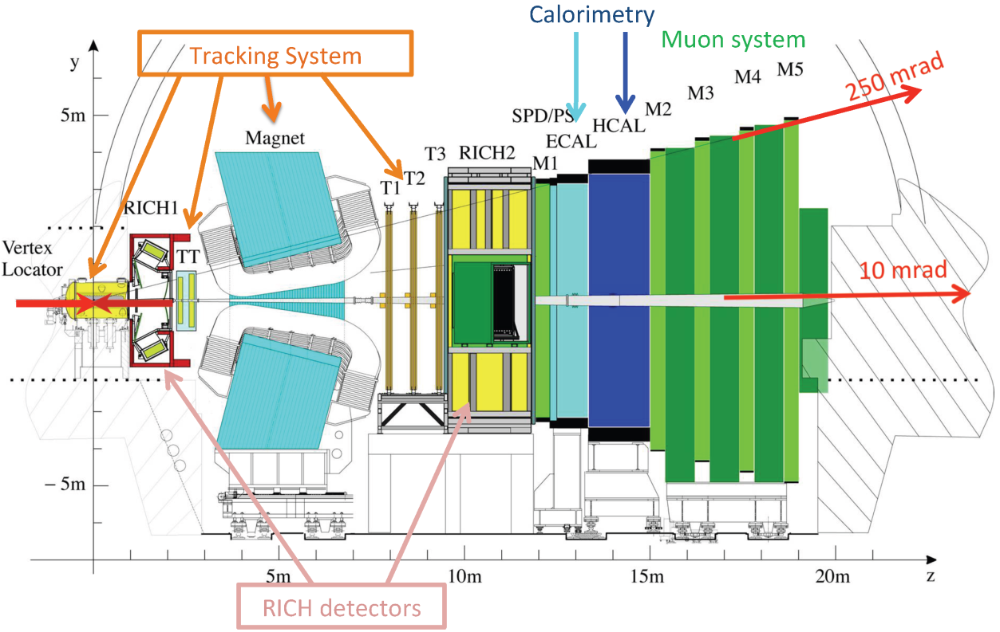 Calorimetry
Muon system
Tracking System
y
5m
250 mrad
M5
M4
M3
M2
SPD/PS
HCAL
ECAL
M1
Magnet
T3
RICH2
T2
T1
RICH1
Vertex
Locator
TT
10 mrad
− 5m
5m
10m
15m
20m
z
RICH detectors